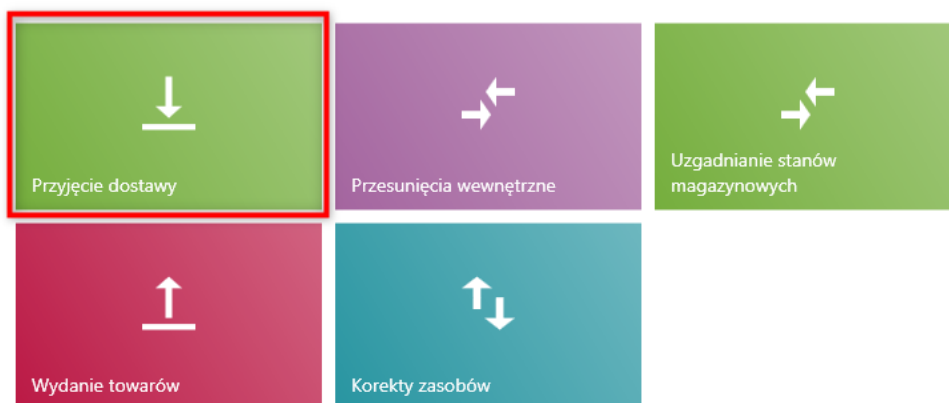 Przyjęcie dostawy
Przesunięcia wewnętrzne
Uzgadnianie stanów
magazynowych
Wydanie towarów
Korekty zasobów